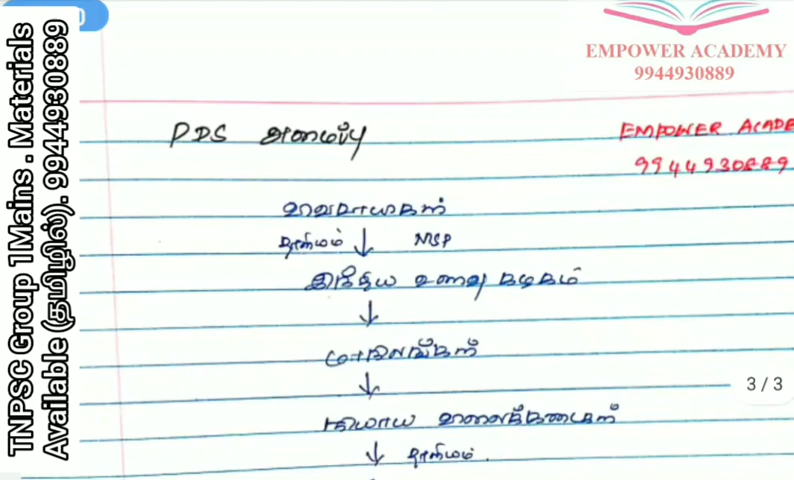 TNPSC Group 1Mains . Materials
Available (தமிழில்). 9944930889
EMPOWER ACADEMY
9944930889
PDS அமைப்பு
EMPOWER ACADE
9944930889
விவசாயிகள்
தானியம் ↓ MSP
இந்திய உணவு கழகம்
↓
மாநிலங்கள்
↓
நியாய விலைக்கடைகள்
↓ தானியம்.
3 / 3